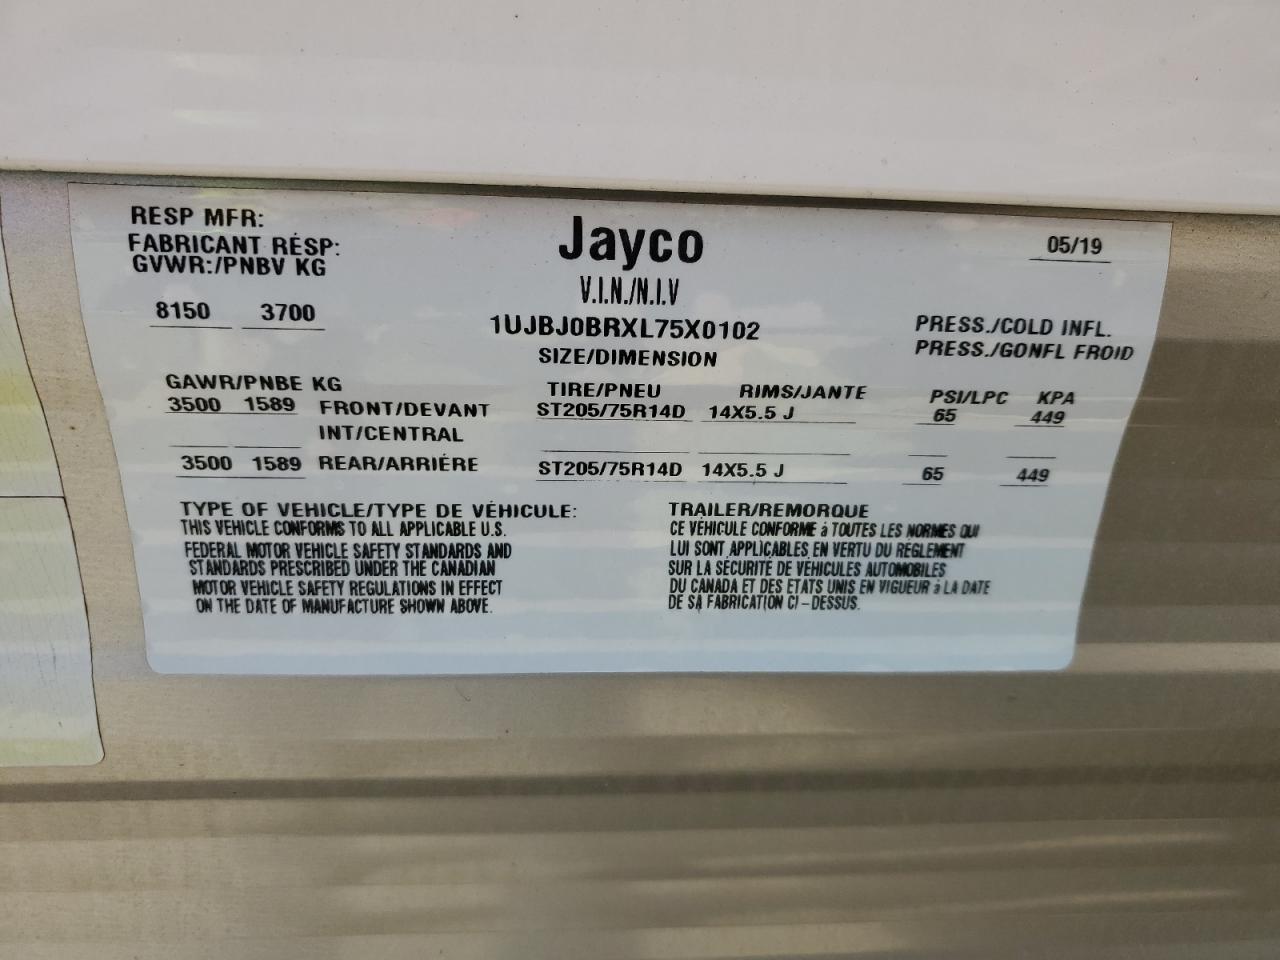 RESP MFR:
FABRICANT RÉSP:
GVWR:/PNBV KG
Jayco
05/19
V.I.N./N.I.V
8150 3700
1UJBJ0BRXL75X0102
PRESS./COLD INFL.
PRESS./GONFL FROID
SIZE/DIMENSION
GAWR/PNBE KG
TIRE/PNEU RIMS/JANTE PSI/LPC KPA
3500 1589 FRONT/DEVANT ST205/75R14D 14X5.5 J 65 449
INT/CENTRAL
3500 1589 REAR/ARRIÈRE ST205/75R14D 14X5.5 J 65 449
TYPE OF VEHICLE/TYPE DE VÉHICULE: TRAILER/REMORQUE
THIS VEHICLE CONFORMS TO ALL APPLICABLE U.S.
FEDERAL MOTOR VEHICLE SAFETY STANDARDS AND
STANDARDS PRESCRIBED UNDER THE CANADIAN
MOTOR VEHICLE SAFETY REGULATIONS IN EFFECT
ON THE DATE OF MANUFACTURE SHOWN ABOVE.
CE VÉHICULE CONFORME à TOUTES LES NORMES QUI
LUI SONT APPLICABLES EN VERTU DU REGLEMENT
SUR LA SÉCURITE DE VÉHICULES AUTOMOBILES
DU CANADA ET DES ETATS UNIS EN VIGUEUR à LA DATE
DE SA FABRICATION CI-DESSUS.